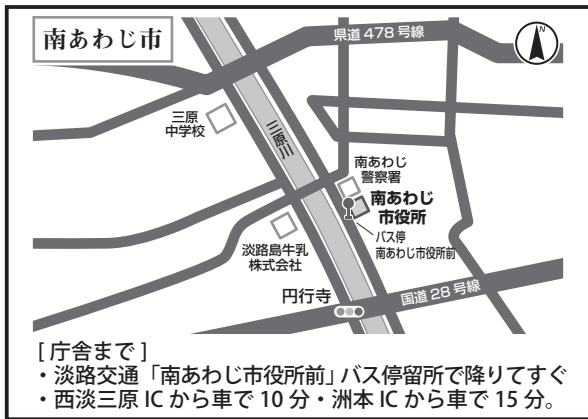 南あわじ市
県道 478 号線
N
三原
中学校
三原川
南あわじ
警察署
南あわじ
市役所
バス停
南あわじ市役所前
淡路島牛乳
株式会社
円行寺
国道 28 号線
[ 庁舎まで ]
・淡路交通「南あわじ市役所前」バス停留所で降りてすぐ
・西淡三原 IC から車で 10 分・洲本 IC から車で 15 分。